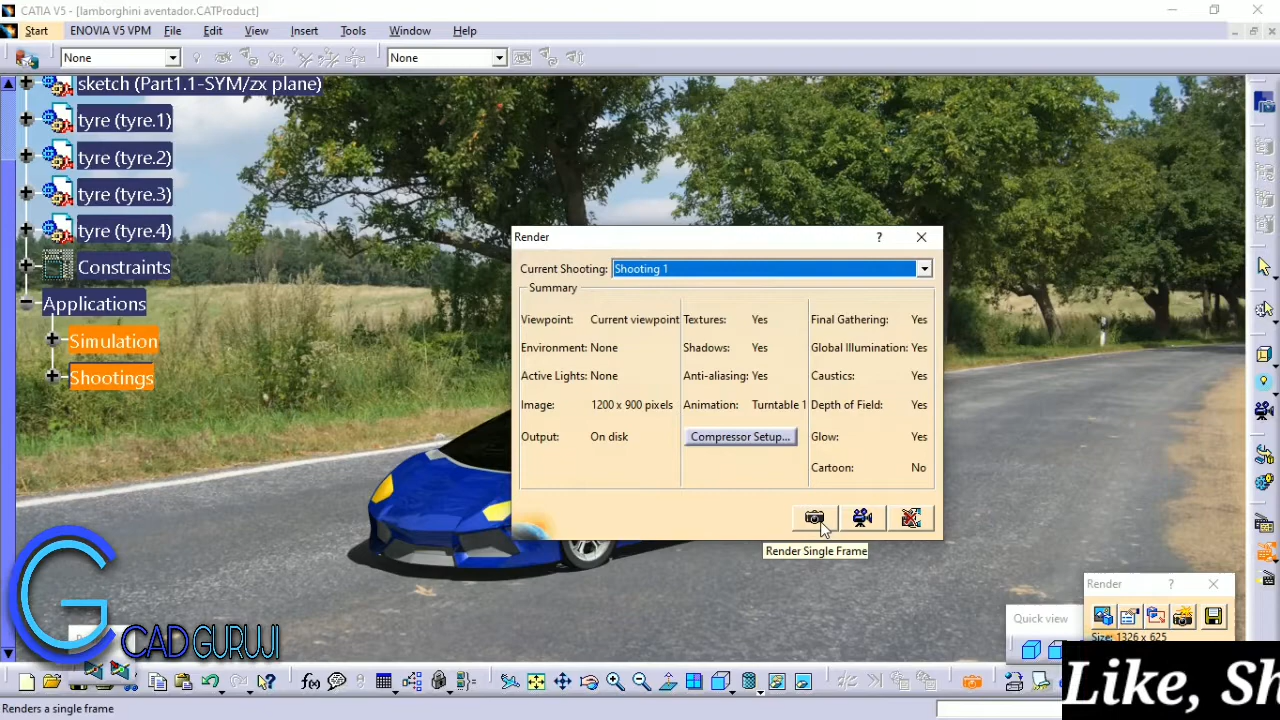 CATIA V5 - [lamborghini aventador.CATProduct]
Start ENOVIA V5 VPM File Edit View Insert Tools Window Help
None None
sketch (Part1.1-SYM/zx plane)
tyre (tyre.1)
tyre (tyre.2)
tyre (tyre.3)
tyre (tyre.4)
Constraints
Applications
Simulation
Shootings
Render ?
Current Shooting: Shooting 1
Summary
Viewpoint: Current viewpoint Textures: Yes Final Gathering: Yes
Environment: None Shadows: Yes Global Illumination: Yes
Active Lights: None Anti-aliasing: Yes Caustics: Yes
Image: 1200 x 900 pixels Animation: Turntable 1 Depth of Field: Yes
Output: On disk Compressor Setup... Glow: Yes
Cartoon: No
Render Single Frame
Render ?
Size: 1326 x 625
Quick view
CAD GURUJI
f(x)
Like, Sh
Renders a single frame